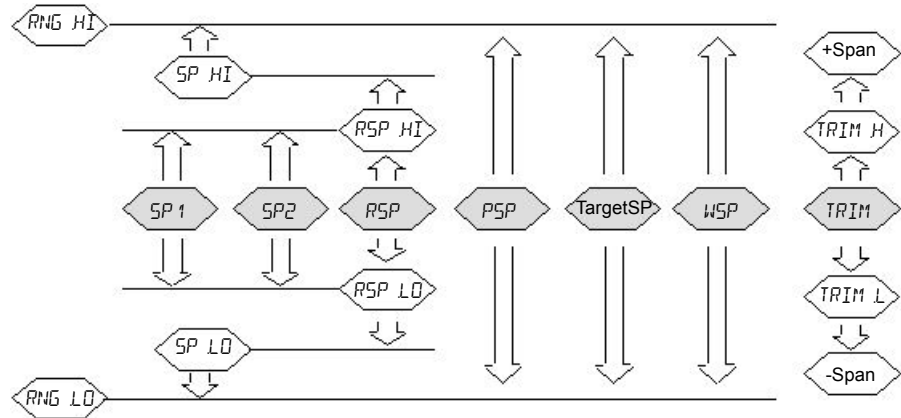 RNG.HI
+Span
SP.HI
RSP.HI
TRIM.H
SP1
SP2
RSP
PSP
TargetSP
WSP
TRIM
RSP.LO
TRIM.L
SP.LO
-Span
RNG.LO